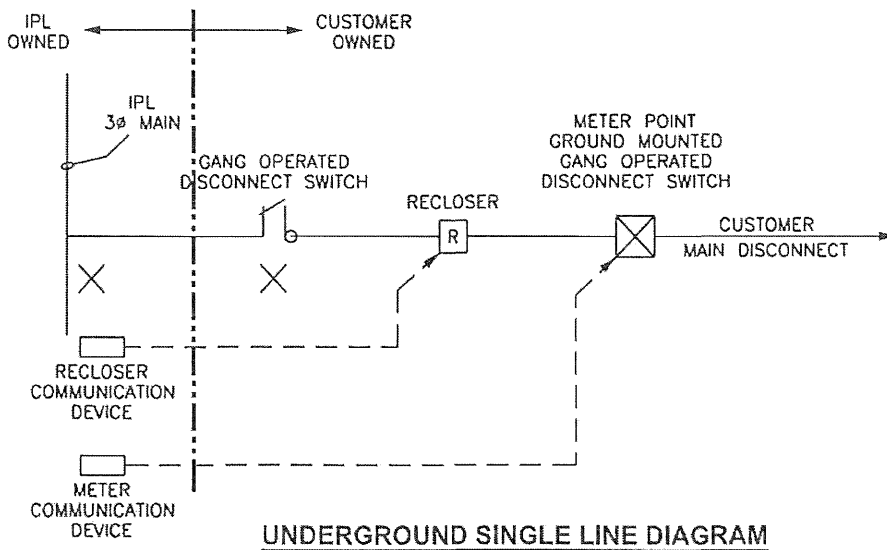 IPL
OWNED
CUSTOMER
OWNED
IPL
3ø MAIN
GANG OPERATED
DISCONNECT SWITCH
RECLOSER
METER POINT
GROUND MOUNTED
GANG OPERATED
DISCONNECT SWITCH
R
CUSTOMER
MAIN DISCONNECT
RECLOSER
COMMUNICATION
DEVICE
METER
COMMUNICATION
DEVICE
UNDERGROUND SINGLE LINE DIAGRAM